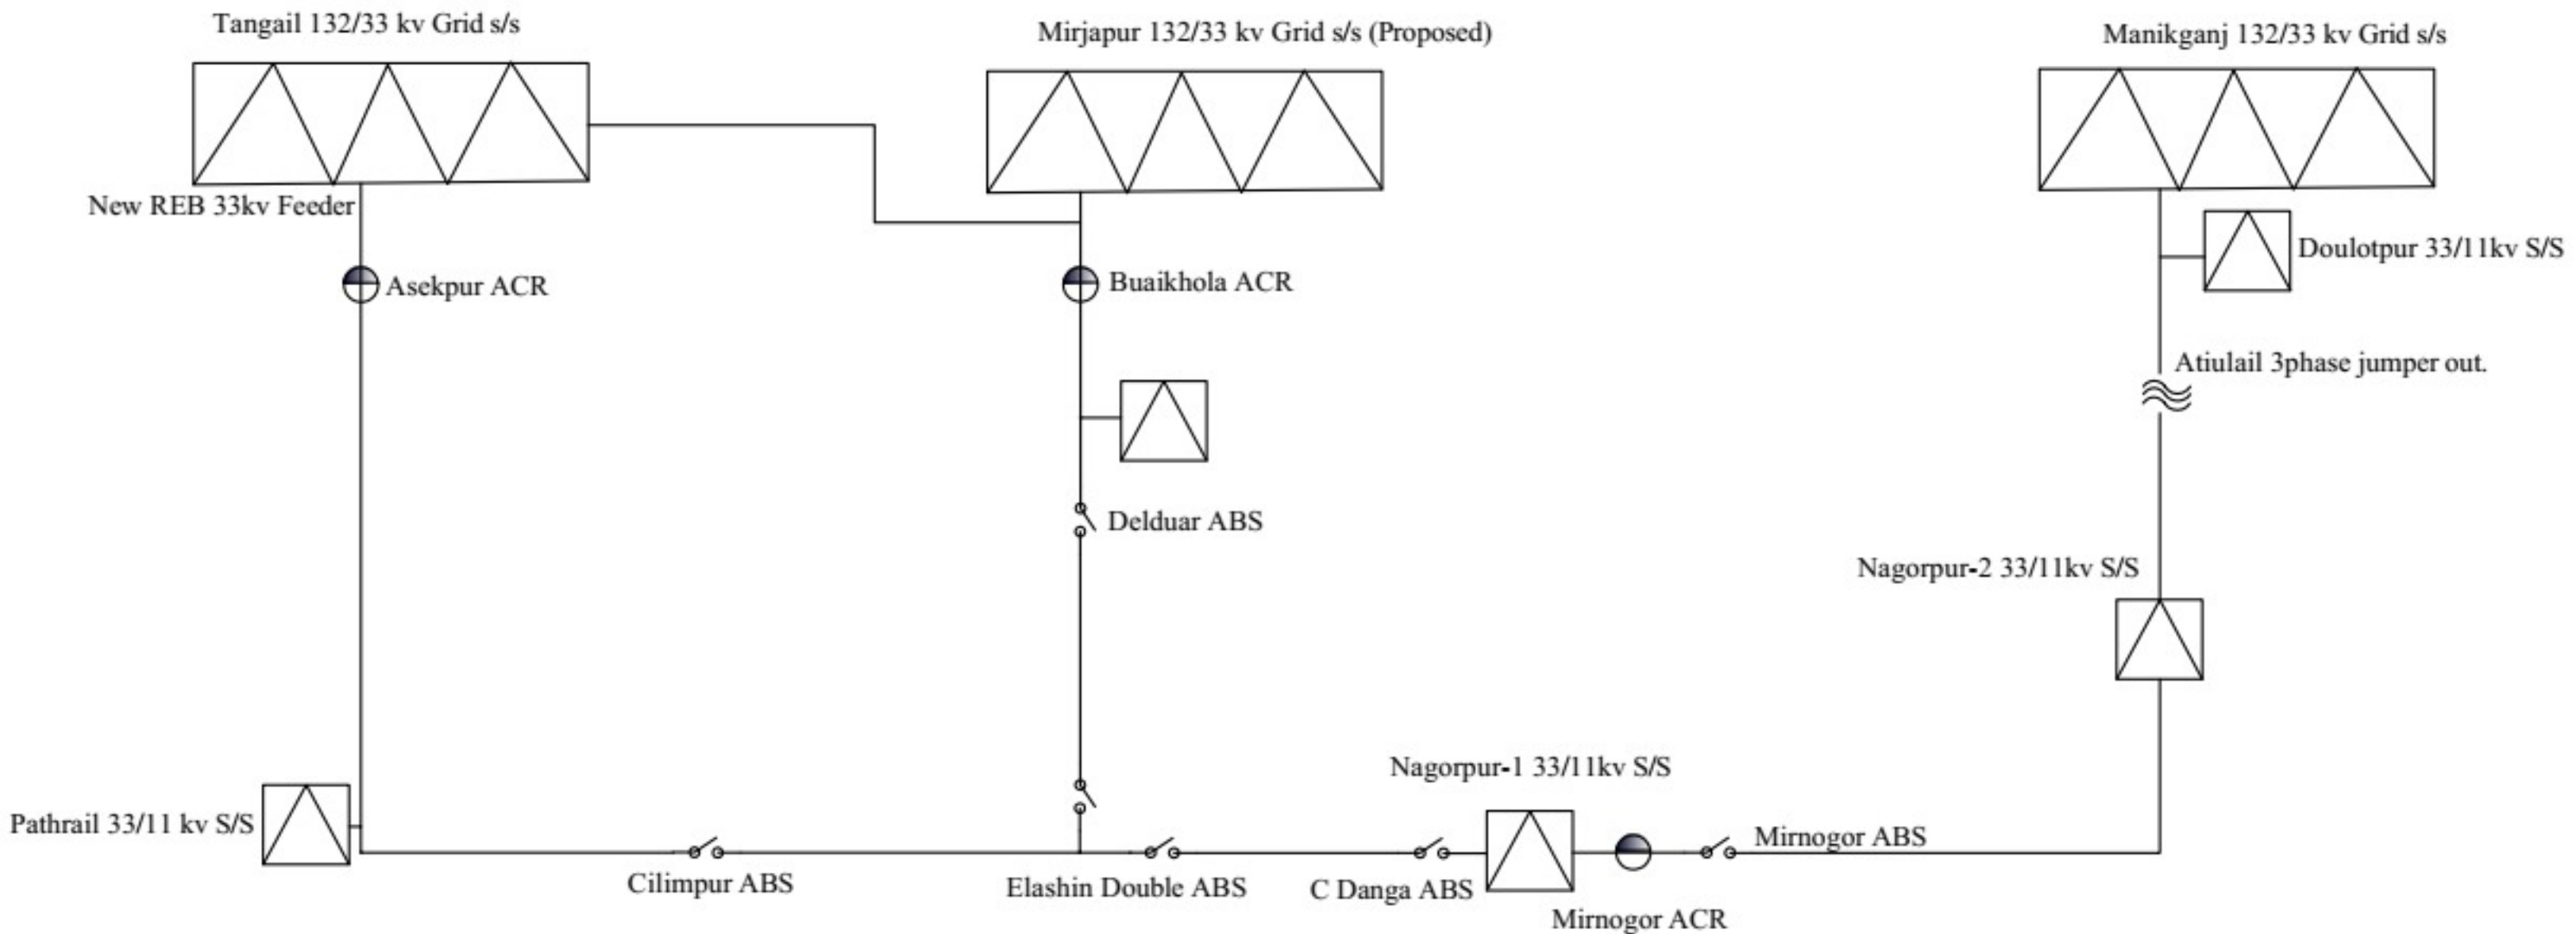 Tangail 132/33 kv Grid s/s
Mirjapur 132/33 kv Grid s/s (Proposed)
Manikganj 132/33 kv Grid s/s
New REB 33kv Feeder
Asekpur ACR
Buaikhola ACR
Doulotpur 33/11kv S/S
Atiulail 3phase jumper out.
Delduar ABS
Nagorpur-2 33/11kv S/S
Nagorpur-1 33/11kv S/S
Pathrail 33/11 kv S/S
Mirnogor ABS
Cilimpur ABS
Elashin Double ABS
C Danga ABS
Mirnogor ACR